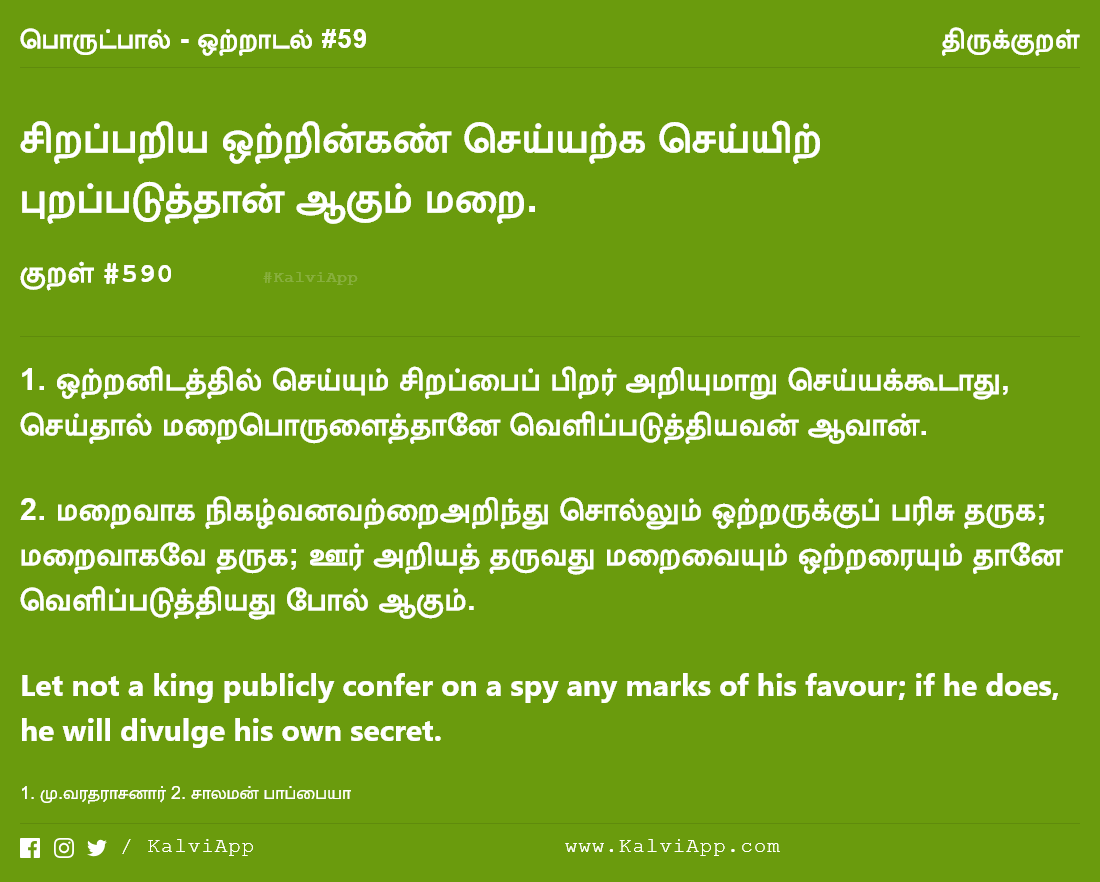 பொருட்பால் - ஒற்றாடல் #59 திருக்குறள்
சிறப்பறிய ஒற்றின்கண் செய்யற்க செய்யிற்
புறப்படுத்தான் ஆகும் மறை.
குறள் #590 #KalviApp
1. ஒற்றனிடத்தில் செய்யும் சிறப்பைப் பிறர் அறியுமாறு செய்யக்கூடாது,
செய்தால் மறைபொருளைத்தானே வெளிப்படுத்தியவன் ஆவான்.
2. மறைவாக நிகழ்வனவற்றைஅறிந்து சொல்லும் ஒற்றருக்குப் பரிசு தருக;
மறைவாகவே தருக; ஊர் அறியத் தருவது மறைவையும் ஒற்றரையும் தானே
வெளிப்படுத்தியது போல் ஆகும்.
Let not a king publicly confer on a spy any marks of his favour; if he does,
he will divulge his own secret.
1. மு.வரதராசனார் 2. சாலமன் பாப்பையா
/ KalviApp www.KalviApp.com